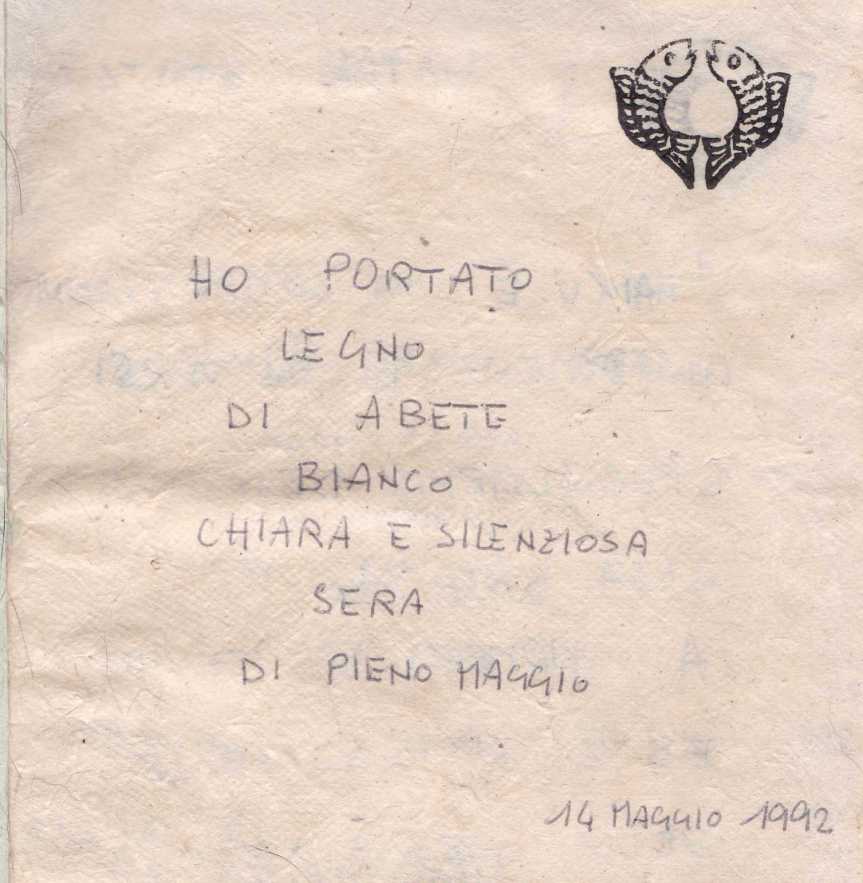 HO PORTATO
LEGNO
DI ABETE
BIANCO
CHIARA E SILENZIOSA
SERA
DI PIENO MAGGIO
14 MAGGIO 1992